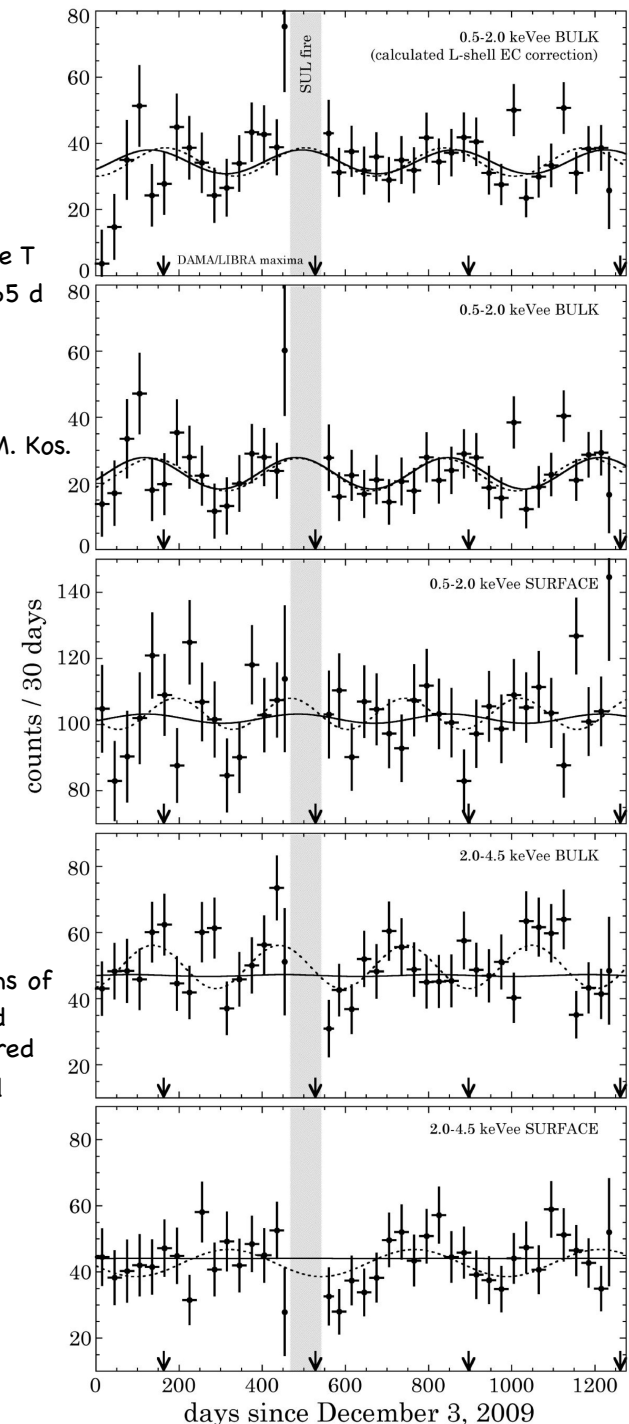 80
60
40
20
0
0.5-2.0 keVee BULK
(calculated L-shell EC correction)
SUL fire
DAMA/LIBRA maxima
e T
65 d
80
60
40
20
0
0.5-2.0 keVee BULK
M. Kos.
140
120
100
80
0.5-2.0 keVee SURFACE
counts / 30 days
80
60
40
20
2.0-4.5 keVee BULK
ns of
d
red
80
60
40
20
2.0-4.5 keVee SURFACE
0 200 400 600 800 1000 1200
days since December 3, 2009